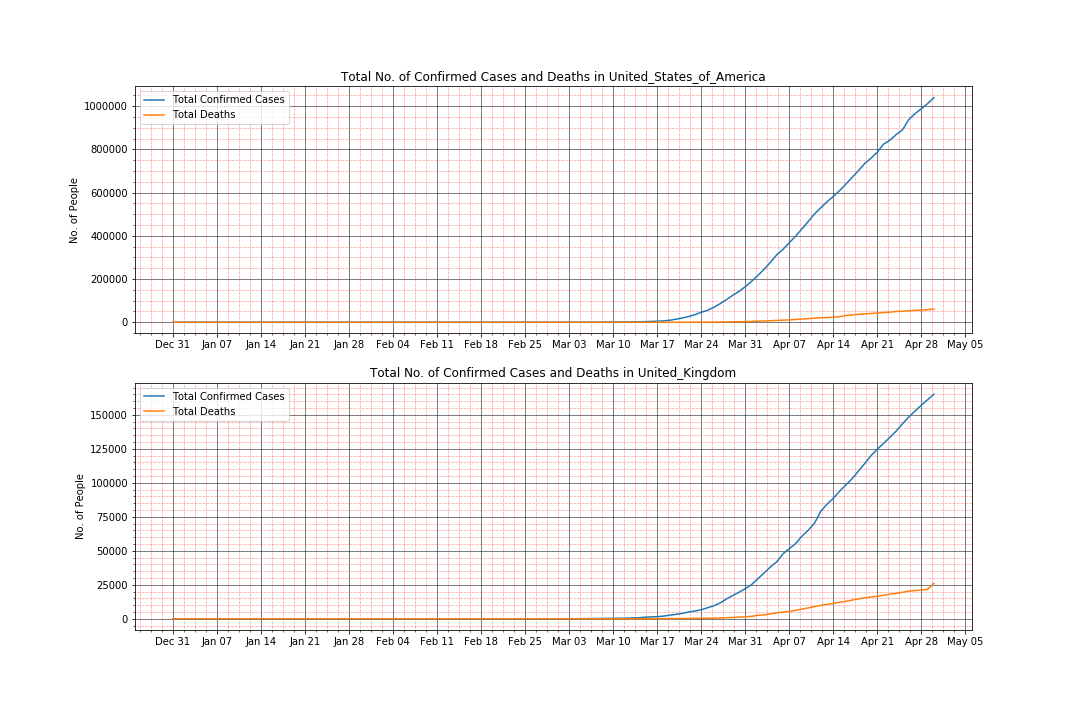 Total No. of Confirmed Cases and Deaths in United_States_of_America
Total Confirmed Cases
Total Deaths
No. of People
1000000
800000
600000
400000
200000
0
Dec 31 Jan 07 Jan 14 Jan 21 Jan 28 Feb 04 Feb 11 Feb 18 Feb 25 Mar 03 Mar 10 Mar 17 Mar 24 Mar 31 Apr 07 Apr 14 Apr 21 Apr 28 May 05
Total No. of Confirmed Cases and Deaths in United_Kingdom
Total Confirmed Cases
Total Deaths
No. of People
150000
125000
100000
75000
50000
25000
0
Dec 31 Jan 07 Jan 14 Jan 21 Jan 28 Feb 04 Feb 11 Feb 18 Feb 25 Mar 03 Mar 10 Mar 17 Mar 24 Mar 31 Apr 07 Apr 14 Apr 21 Apr 28 May 05